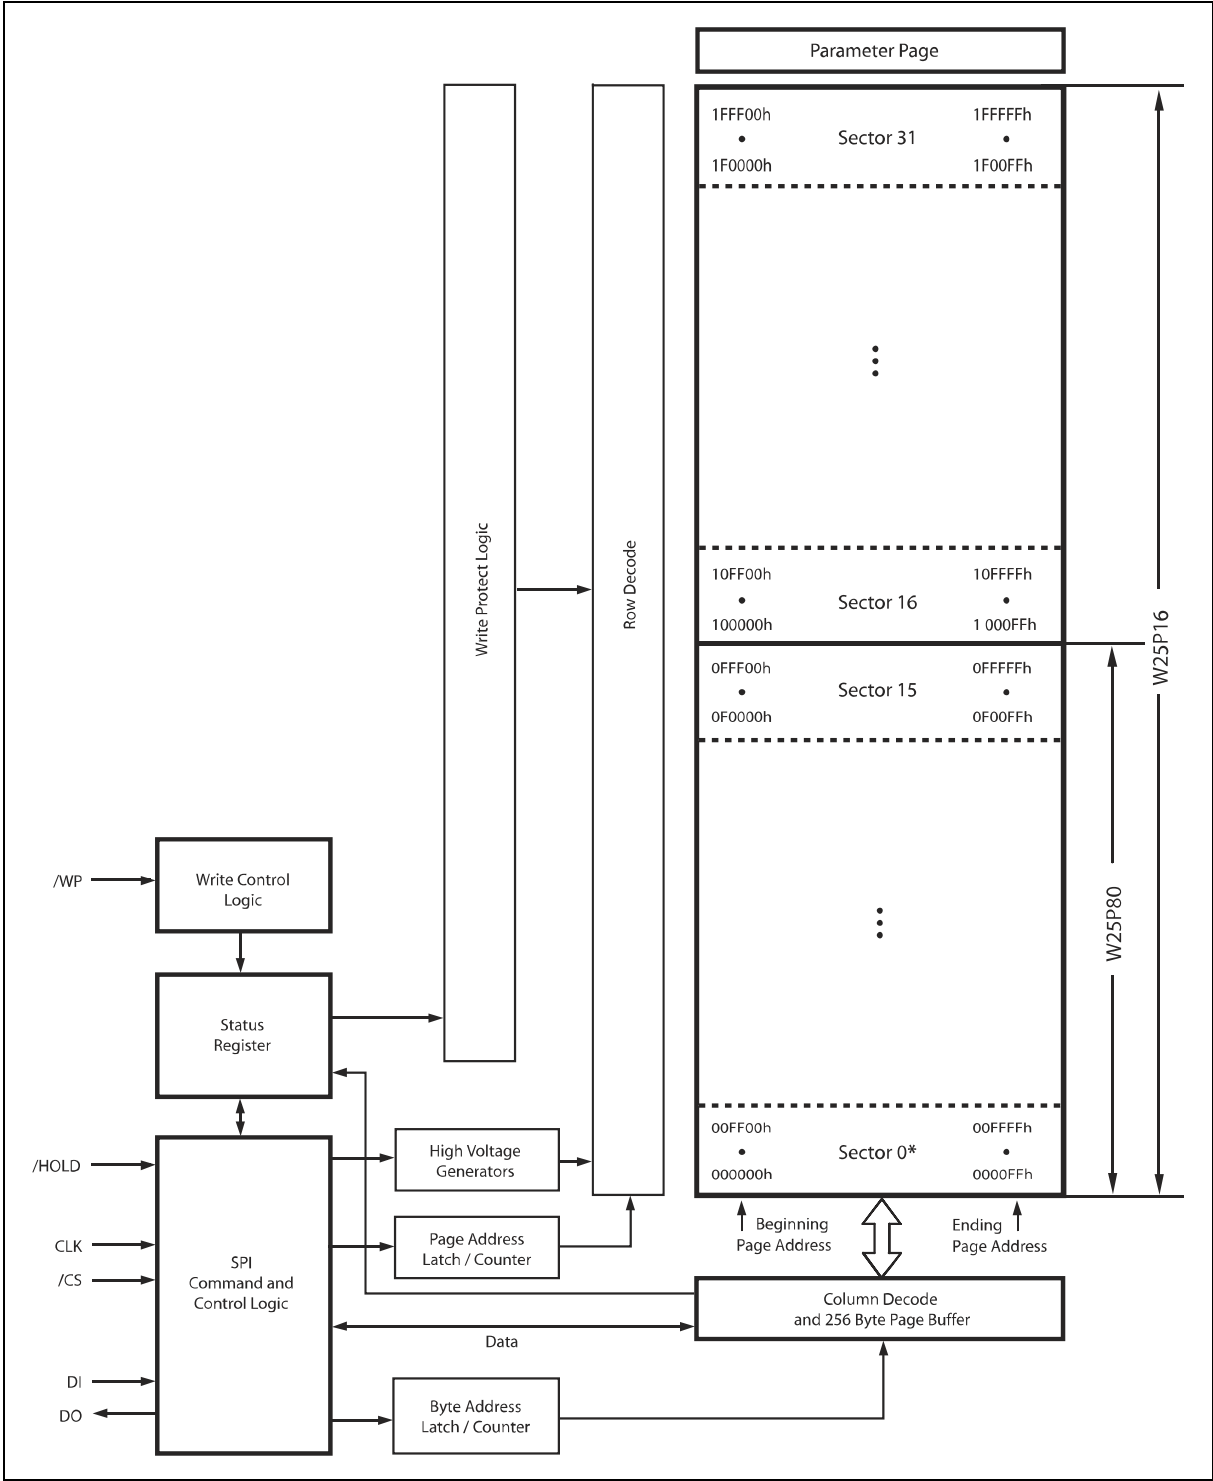 Parameter Page
1FFF00h
1FFFFFh
Sector 31
1F0000h
1F00FFh
Write Protect Logic
Row Decode
10FF00h
10FFFFh
Sector 16
100000h
1 000FFh
W25P16
0FFF00h
0FFFFFh
Sector 15
0F0000h
0F00FFh
W25P80
/WP
Write Control
Logic
Status
Register
00FF00h
00FFFFh
Sector 0*
000000h
0000FFh
/HOLD
High Voltage
Generators
Beginning
Page Address
Ending
Page Address
CLK
/CS
SPI
Command and
Control Logic
Page Address
Latch / Counter
Column Decode
and 256 Byte Page Buffer
Data
DI
DO
Byte Address
Latch / Counter